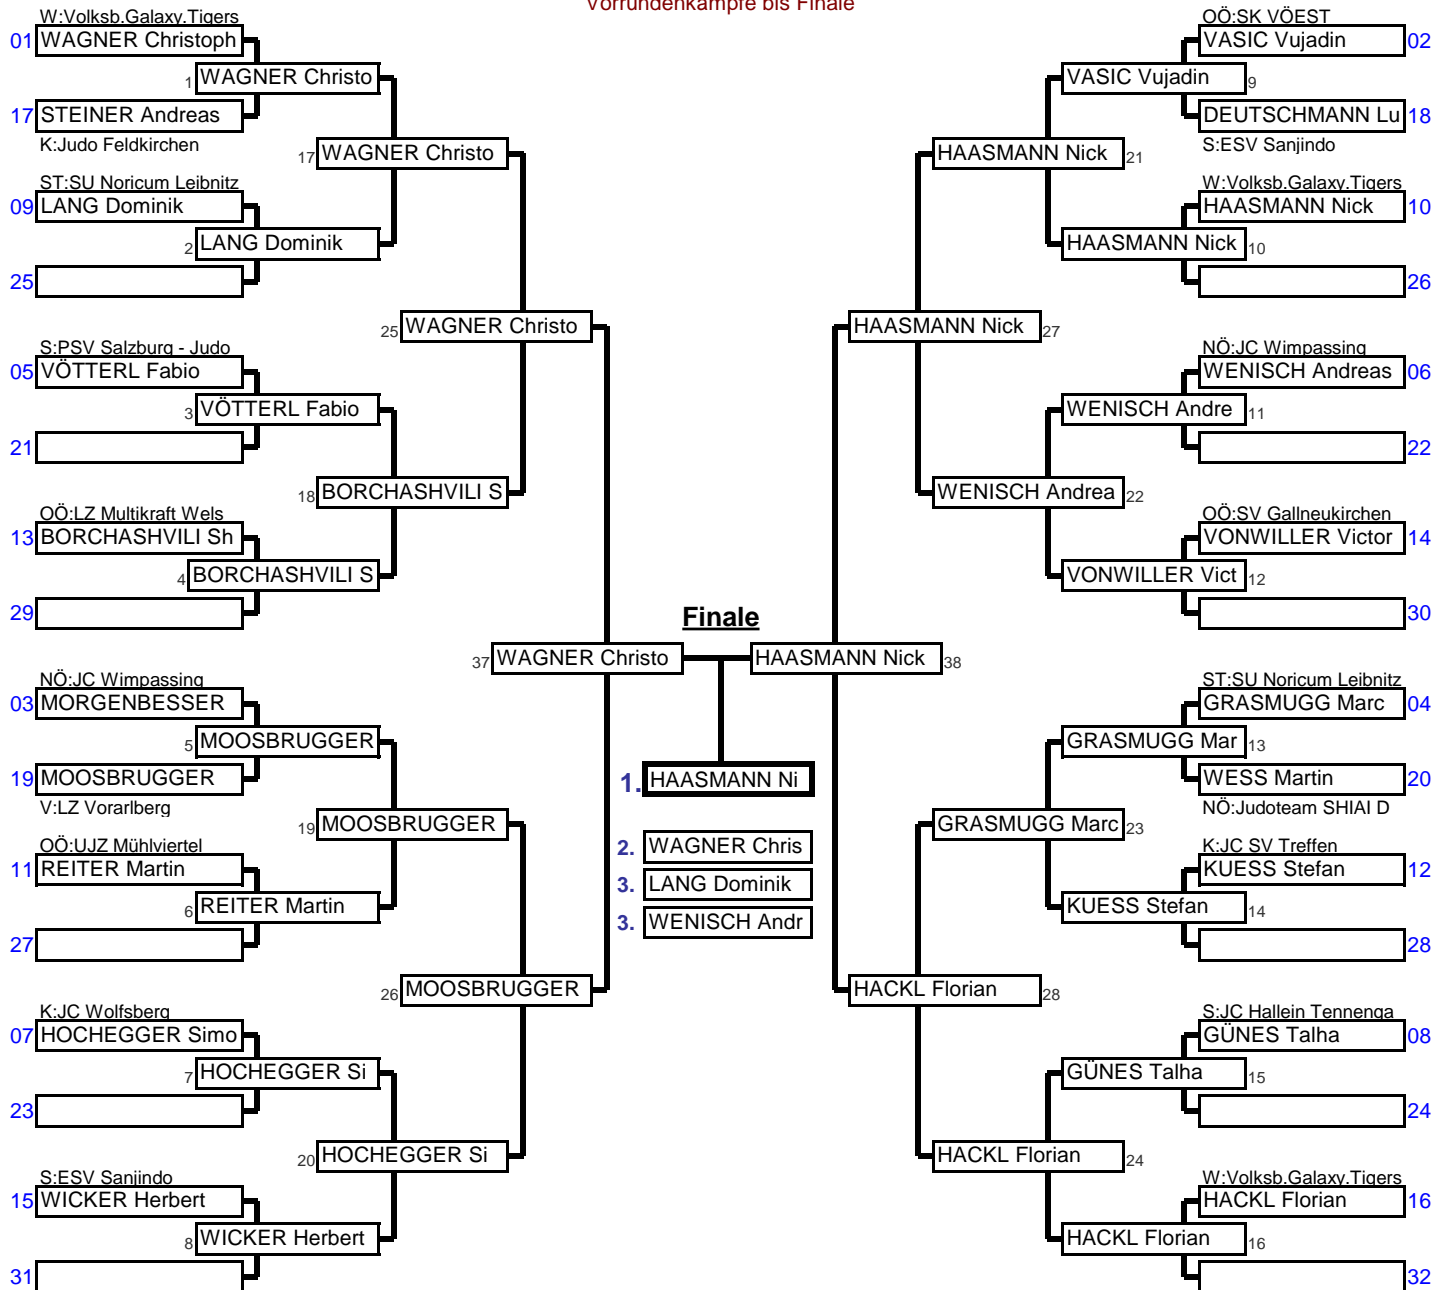 Vorrundenkämpfe bis Finale
W:Volksb.Galaxy.Tigers
01 WAGNER Christoph
1 WAGNER Christo
17 STEINER Andreas
K:Judo Feldkirchen
17 WAGNER Christo
ST:SU Noricum Leibnitz
09 LANG Dominik
2 LANG Dominik
25
25 WAGNER Christo
S:PSV Salzburg - Judo
05 VÖTTERL Fabio
3 VÖTTERL Fabio
21
18 BORCHASHVILI S
OÖ:LZ Multikraft Wels
13 BORCHASHVILI Sh
4 BORCHASHVILI S
29
37 WAGNER Christo
NÖ:JC Wimpassing
03 MORGENBESSER
5 MOOSBRUGGER
19 MOOSBRUGGER
V:LZ Vorarlberg
19 MOOSBRUGGER
OÖ:UJZ Mühlviertel
11 REITER Martin
6 REITER Martin
27
26 MOOSBRUGGER
K:JC Wolfsberg
07 HOCHEGGER Simo
7 HOCHEGGER Si
23
20 HOCHEGGER Si
S:ESV Sanjindo
15 WICKER Herbert
8 WICKER Herbert
31
Finale
1. HAASMANN Ni
2. WAGNER Chris
3. LANG Dominik
3. WENISCH Andr
OÖ:SK VÖEST
VASIC Vujadin 02
VASIC Vujadin 9
DEUTSCHMANN Lu 18
S:ESV Sanjindo
HAASMANN Nick 21
W:Volksb.Galaxy.Tigers
HAASMANN Nick 10
HAASMANN Nick 10
26
HAASMANN Nick 27
NÖ:JC Wimpassing
WENISCH Andreas 06
WENISCH Andre 11
22
WENISCH Andrea 22
OÖ:SV Gallneukirchen
VONWILLER Victor 14
VONWILLER Vict 12
30
HAASMANN Nick 38
ST:SU Noricum Leibnitz
GRASMUGG Marc 04
GRASMUGG Mar 13
WESS Martin 20
NÖ:Judoteam SHIAI D
GRASMUGG Marc 23
K:JC SV Treffen
KUESS Stefan 12
KUESS Stefan 14
28
HACKL Florian 28
S:JC Hallein Tennenga
GÜNES Talha 08
GÜNES Talha 15
24
HACKL Florian 24
W:Volksb.Galaxy.Tigers
HACKL Florian 16
HACKL Florian 16
32